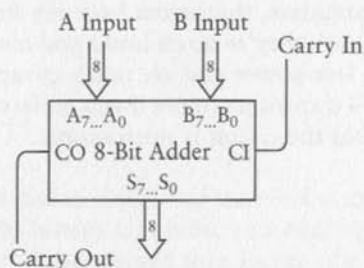 A Input B Input
Carry In
8 8
A₇...A₀ B₇...B₀
CO 8-Bit Adder CI
S₇...S₀
8
Carry Out